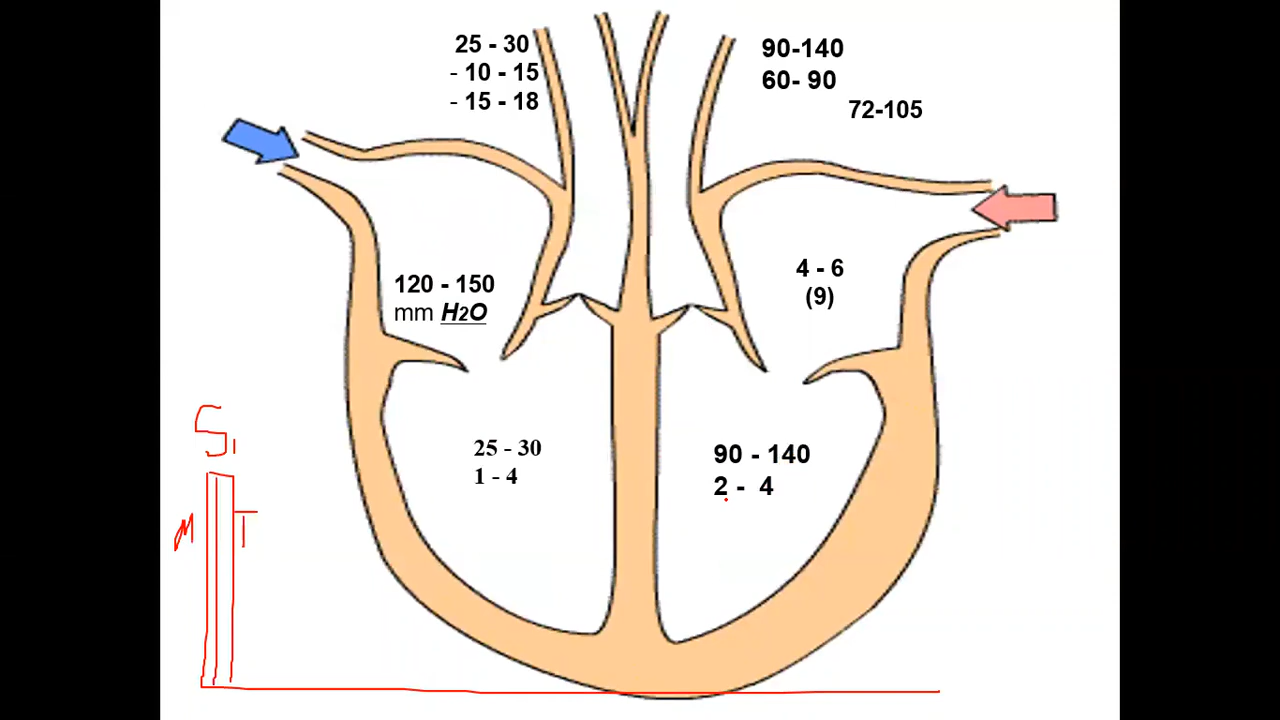 25 - 30
- 10 - 15
- 15 - 18
90-140
60- 90
72-105
120 - 150
mm H2O
4 - 6
(9)
25 - 30
1 - 4
90 - 140
2 - 4
S1
M T